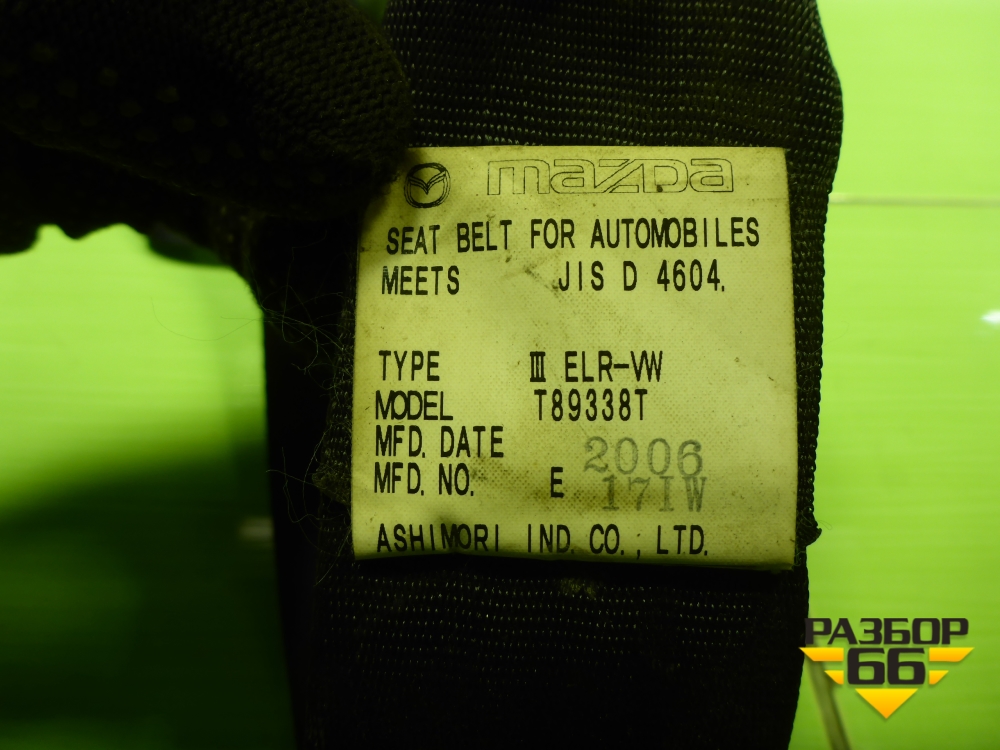 mazda
SEAT BELT FOR AUTOMOBILES
MEETS JIS D 4604.
TYPE III ELR-VW
MODEL T89338T
MFD. DATE 2006
MFD. NO. E 17IW
ASHIMORI IND. CO., LTD.
РАЗБОР
66